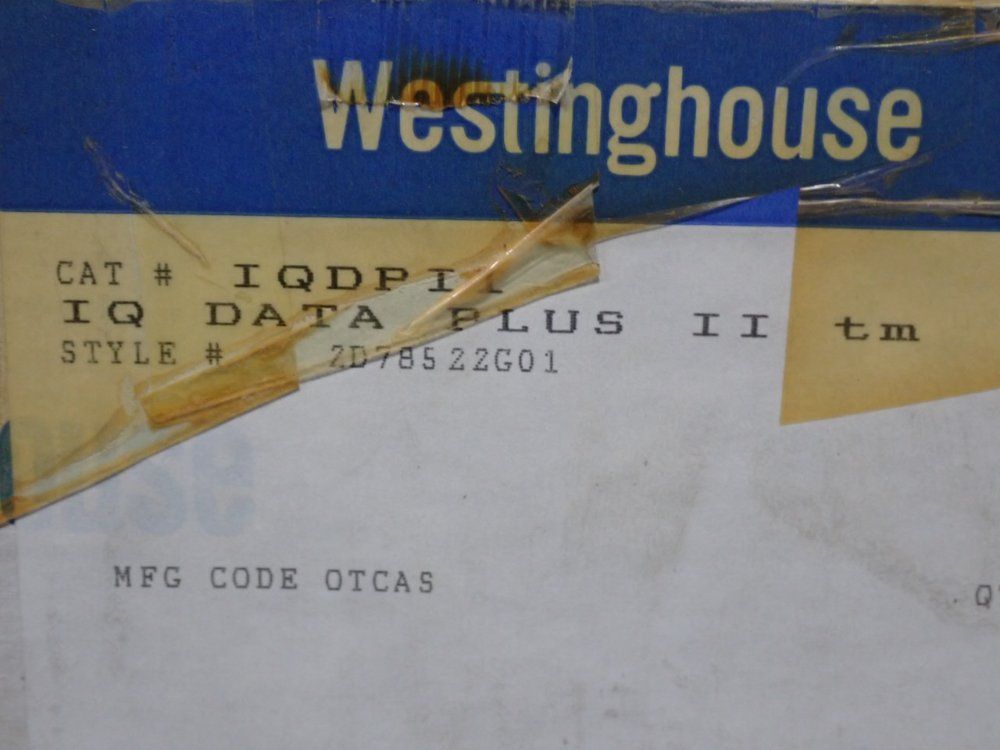 Westinghouse
CAT # IQDPII
IQ DATA PLUS II tm
STYLE # 2D78522G01
MFG CODE OTCAS